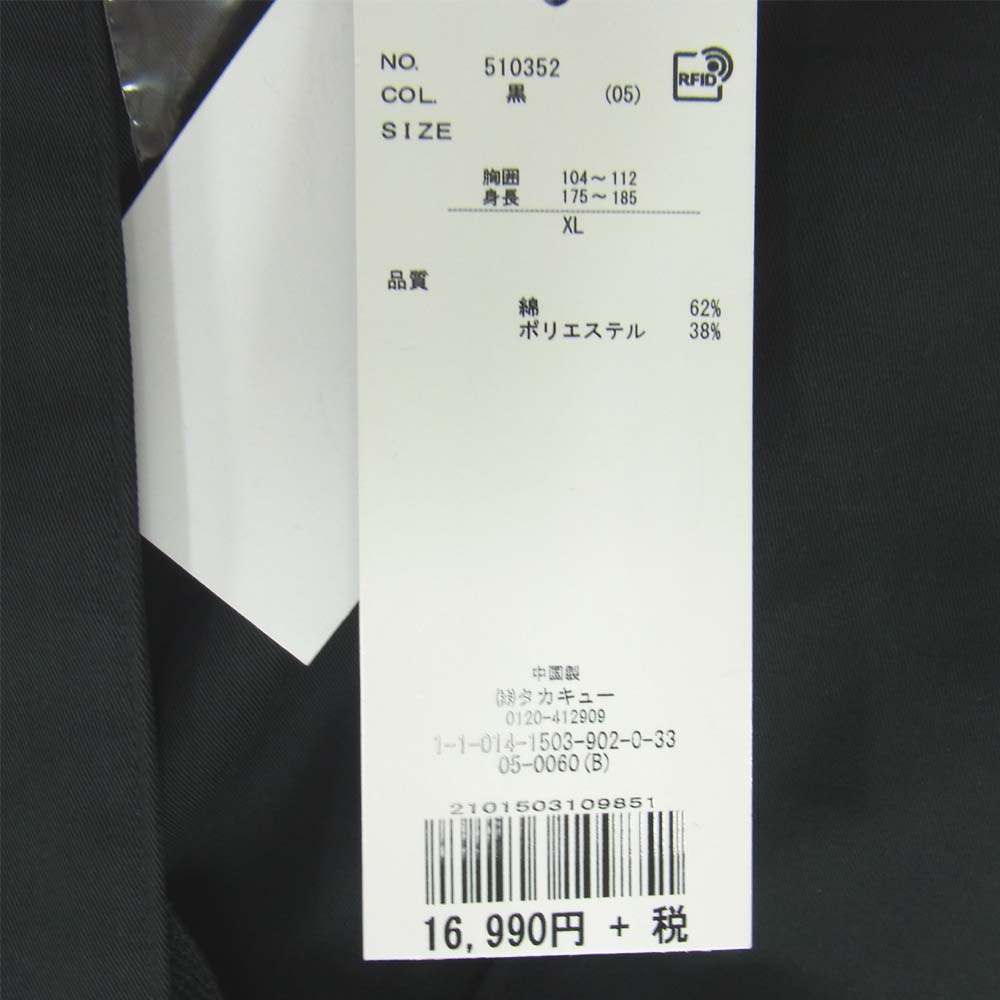 NO. 510352
RFID
COL. 黒 (05)
SIZE
胸囲 104〜112
身長 175〜185
XL
品質
綿 62%
ポリエステル 38%
中国製
㈱タカキュー
0120-412909
1-1-014-1503-902-0-33
05-0060(B)
2101503109851
16,990円 + 税